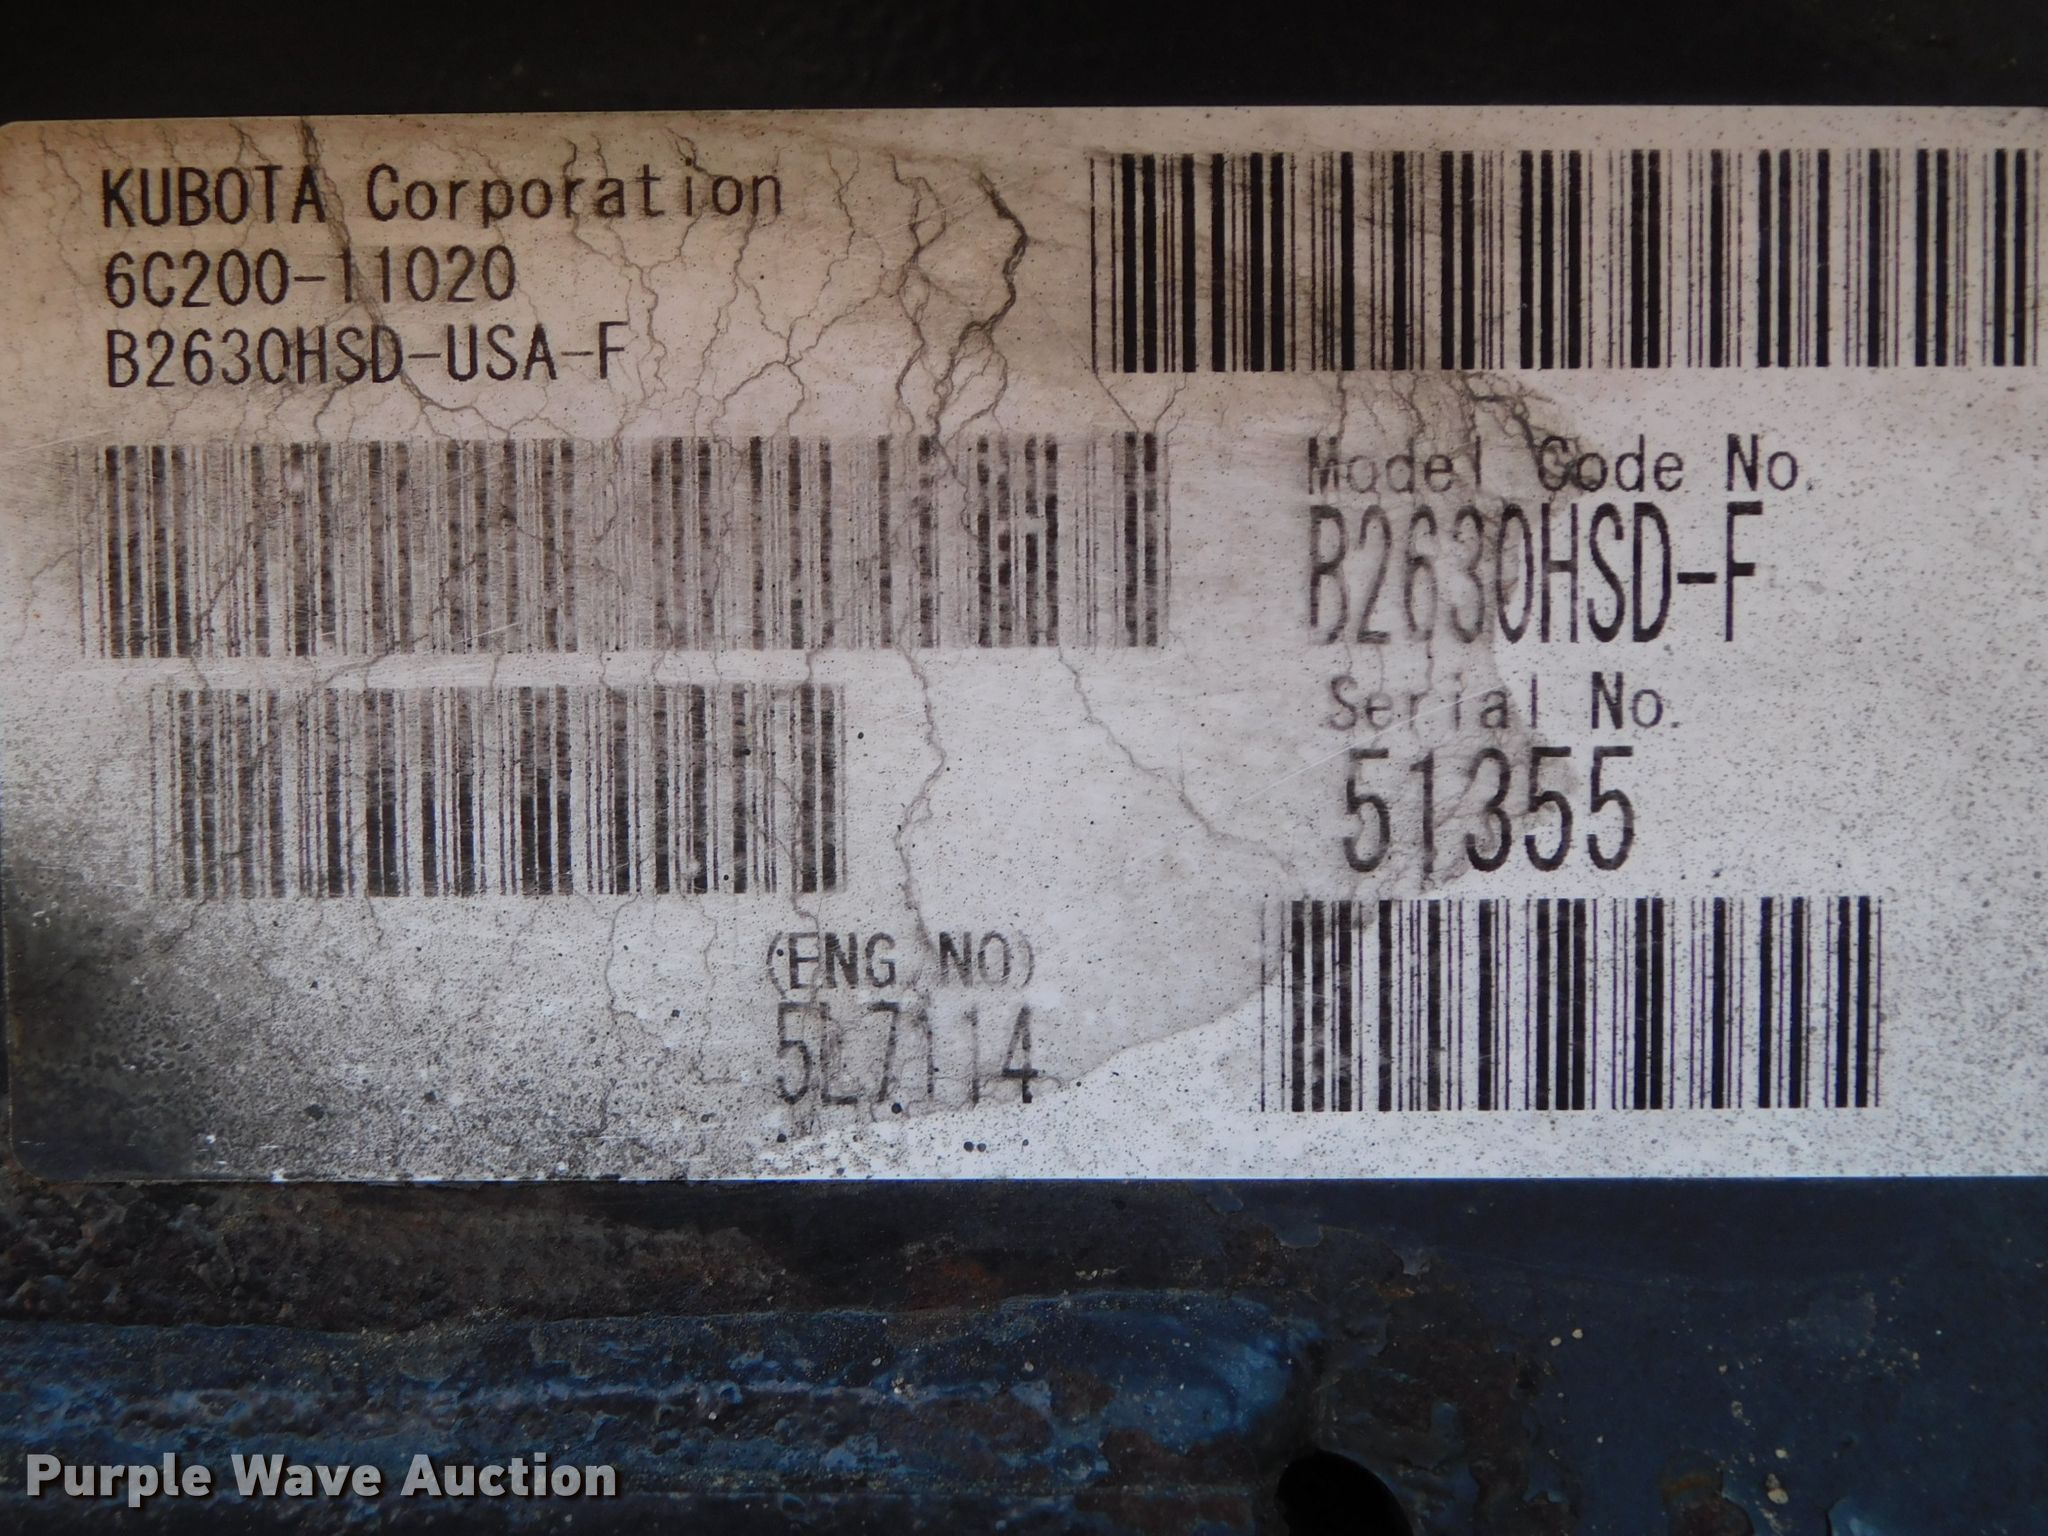 KUBOTA Corporation
6C200-11020
B2630HSD-USA-F
Model Code No.
B2630HSD-F
Serial No.
51355
(ENG NO)
5L7114
Purple Wave Auction